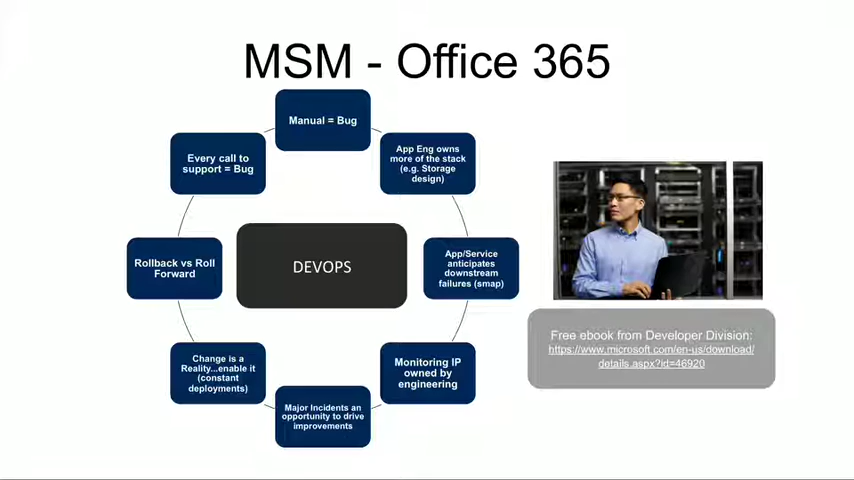 MSM - Office 365
Manual = Bug
App Eng owns
more of the stack
(e.g. Storage
design)
App/Service
anticipates
downstream
failures (smap)
Monitoring IP
owned by
engineering
Major Incidents an
opportunity to drive
improvements
Change is a
Reality...enable it
(constant
deployments)
Rollback vs Roll
Forward
Every call to
support = Bug
DEVOPS
Free ebook from Developer Division:
https://www.microsoft.com/en-us/download/
details.aspx?id=46920